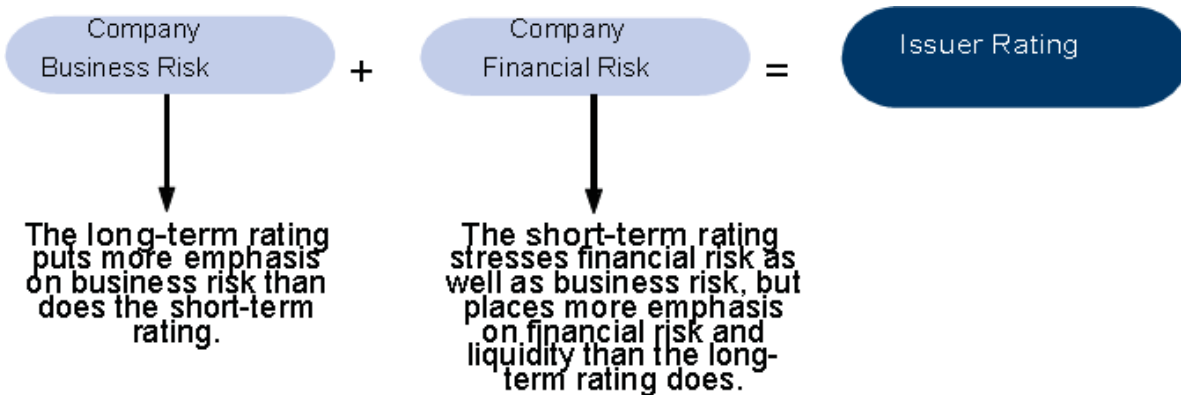 Company
Business Risk
+
Company
Financial Risk
=
Issuer Rating
The long-term rating
puts more emphasis
on business risk than
does the short-term
rating.
The short-term rating
stresses financial risk as
well as business risk, but
places more emphasis
on financial risk and
liquidity than the long-
term rating does.